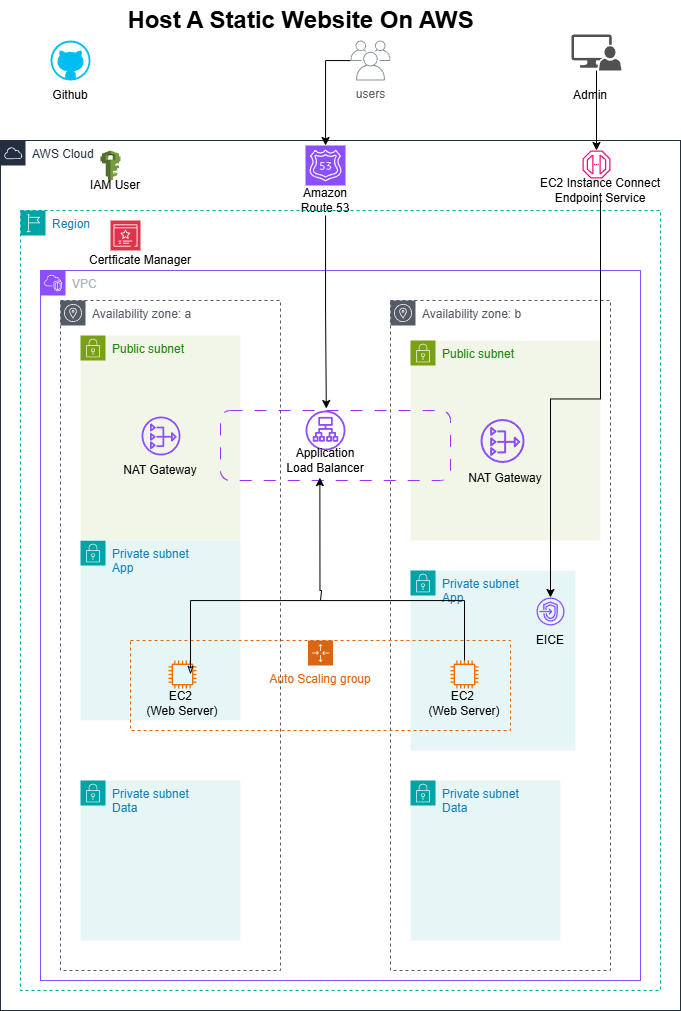 Host A Static Website On AWS
Github
users
Admin
AWS Cloud
IAM User
53
Amazon
Route 53
EC2 Instance Connect
Endpoint Service
Region
Certficate Manager
VPC
Availability zone: a
Availability zone: b
Public subnet
Public subnet
NAT Gateway
Application
Load Balancer
NAT Gateway
Private subnet
App
Private subnet
App
EICE
Auto Scaling group
EC2
(Web Server)
EC2
(Web Server)
Private subnet
Data
Private subnet
Data